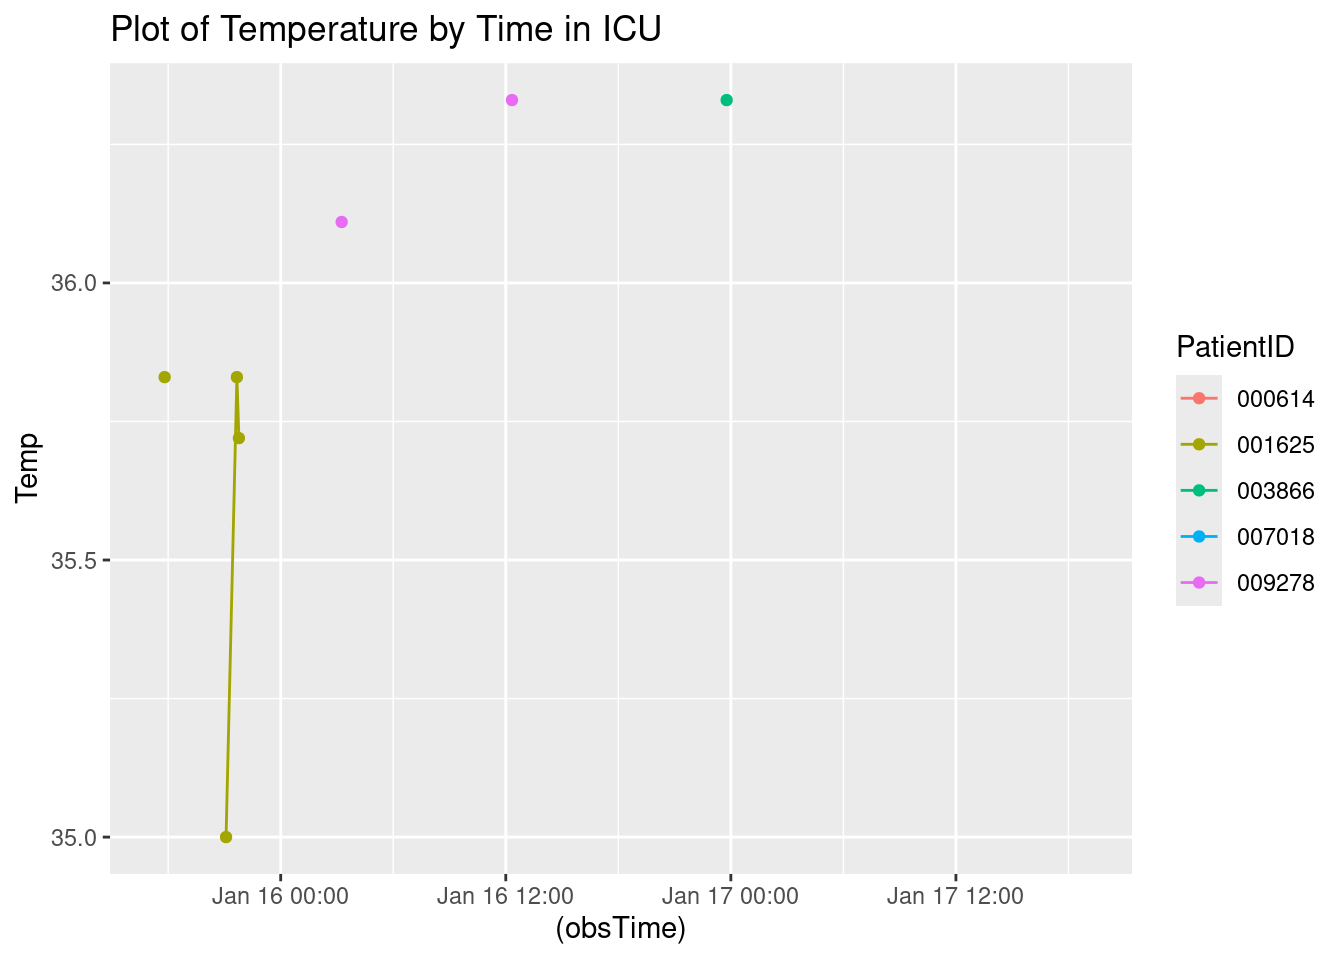 Plot of Temperature by Time in ICU
Temp
36.0
35.5
35.0
Jan 16 00:00
Jan 16 12:00
Jan 17 00:00
Jan 17 12:00
(obsTime)
PatientID
000614
001625
003866
007018
009278